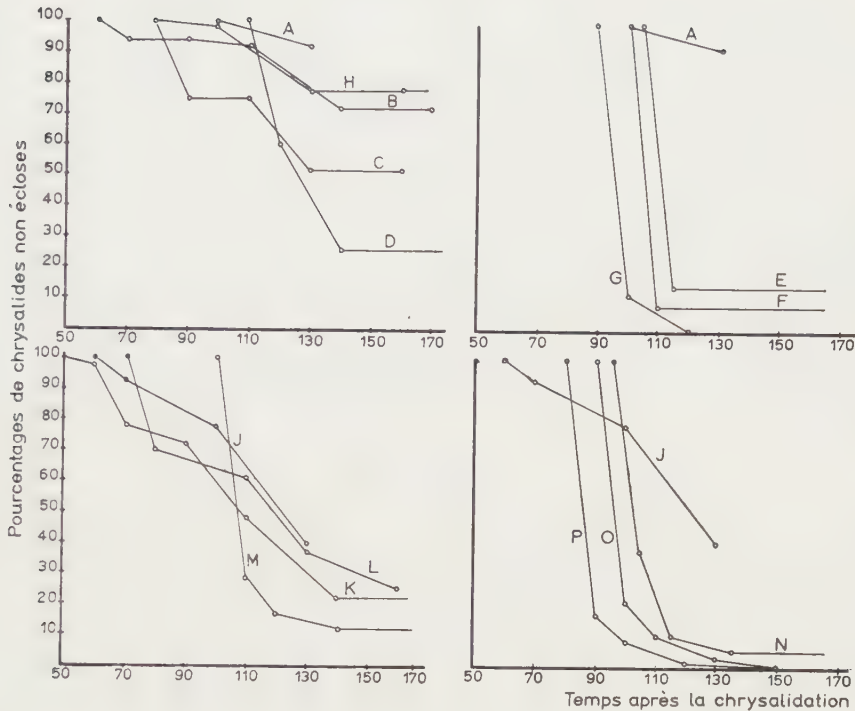 Pourcentages de chrysalides non écloses
100
90
80
70
60
50
40
30
20
10
A
H
B
C
D
50 70 90 110 130 150 170
A
G
E
F
50 70 90 110 130 150 170
100
90
80
70
60
50
40
30
20
10
J
M
L
K
50 70 90 110 130 150 170
J
P
O
N
50 70 90 110 130 150 170
Temps après la chrysalidation